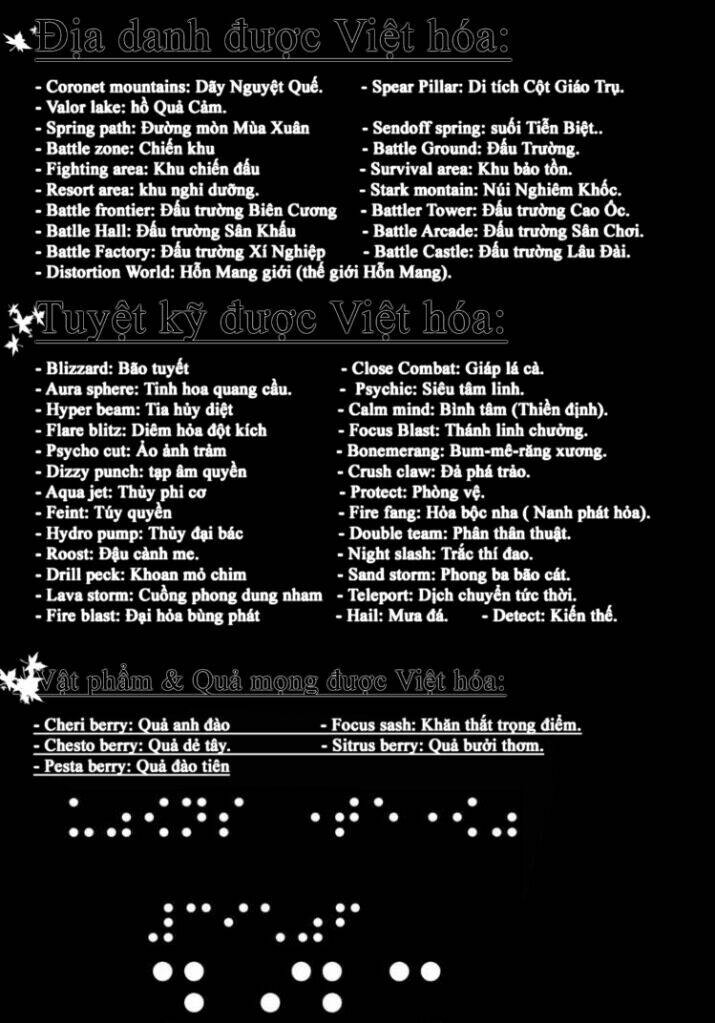 Địa danh được Việt hóa:
- Coronet mountains: Dãy Nguyệt Quế. - Spear Pillar: Di tích Cột Giáo Trụ.
- Valor lake: hồ Quả Cảm.
- Spring path: Đường mòn Mùa Xuân - Sendoff spring: suối Tiễn Biệt..
- Battle zone: Chiến khu - Battle Ground: Đấu Trường.
- Fighting area: Khu chiến đấu - Survival area: Khu bảo tồn.
- Resort area: khu nghỉ dưỡng. - Stark montain: Núi Nghiêm Khốc.
- Battle frontier: Đấu trường Biên Cương - Battler Tower: Đấu trường Cao Ốc.
- Batlle Hall: Đấu trường Sân Khấu - Battle Arcade: Đấu trường Sân Chơi.
- Battle Factory: Đấu trường Xí Nghiệp - Battle Castle: Đấu trường Lâu Đài.
- Distortion World: Hỗn Mang giới (thế giới Hỗn Mang).
Tuyệt kỹ được Việt hóa:
- Blizzard: Bão tuyết - Close Combat: Giáp lá cà.
- Aura sphere: Tinh hoa quang cầu. - Psychic: Siêu tâm linh.
- Hyper beam: Tia hủy diệt - Calm mind: Bình tâm (Thiền định).
- Flare blitz: Diêm hỏa đột kích - Focus Blast: Thánh linh chưởng.
- Psycho cut: Ảo ảnh trảm - Bonemerang: Bum-mê-răng xương.
- Dizzy punch: tạp âm quyền - Crush claw: Đả phá trảo.
- Aqua jet: Thủy phi cơ - Protect: Phòng vệ.
- Feint: Túy quyền - Fire fang: Hỏa bộc nha ( Nanh phát hỏa).
- Hydro pump: Thủy đại bác - Double team: Phân thân thuật.
- Roost: Đậu cành me. - Night slash: Trắc thí đao.
- Drill peck: Khoan mỏ chim - Sand storm: Phong ba bão cát.
- Lava storm: Cuồng phong dung nham - Teleport: Dịch chuyển tức thời.
- Fire blast: Đại hỏa bùng phát - Hail: Mưa đá. - Detect: Kiến thế.
Vật phẩm & Quả mọng được Việt hóa:
- Cheri berry: Quả anh đào - Focus sash: Khăn thắt trọng điểm.
- Chesto berry: Quả dẻ tây. - Sitrus berry: Quả bưởi thơm.
- Pesta berry: Quả đào tiên